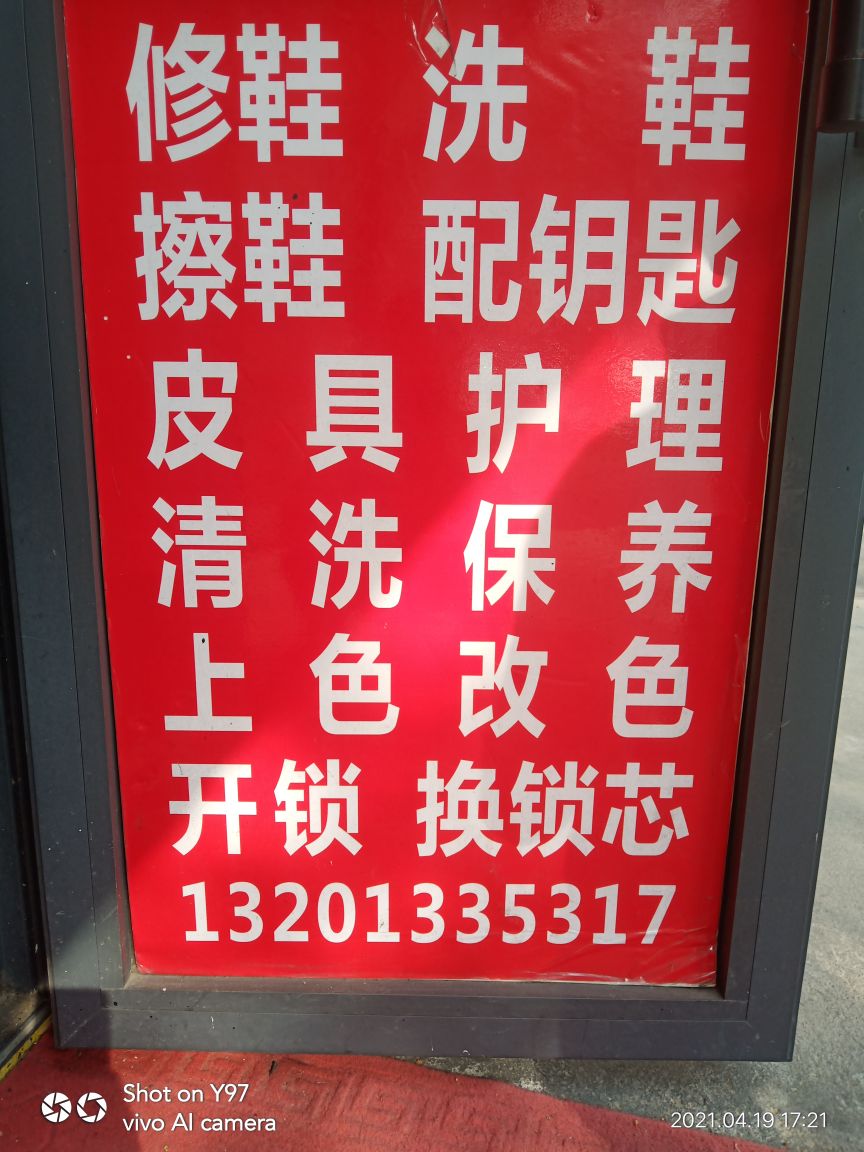 修鞋 洗 鞋
擦鞋 配钥匙
皮 具 护 理
清 洗 保 养
上 色 改 色
开锁 换锁芯
13201335317
Shot on Y97
vivo AI camera
2021.04.19 17:21